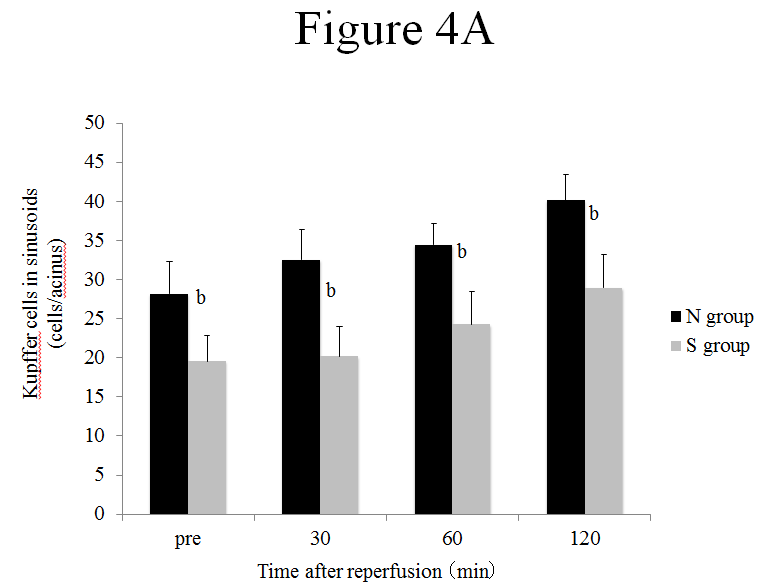 Figure 4A
Kupffer cells in sinusoids
(cells/acinus)
50
45
40
35
30
25
20
15
10
5
0
b
b
b
b
N group
S group
pre
30
60
120
Time after reperfusion (min)